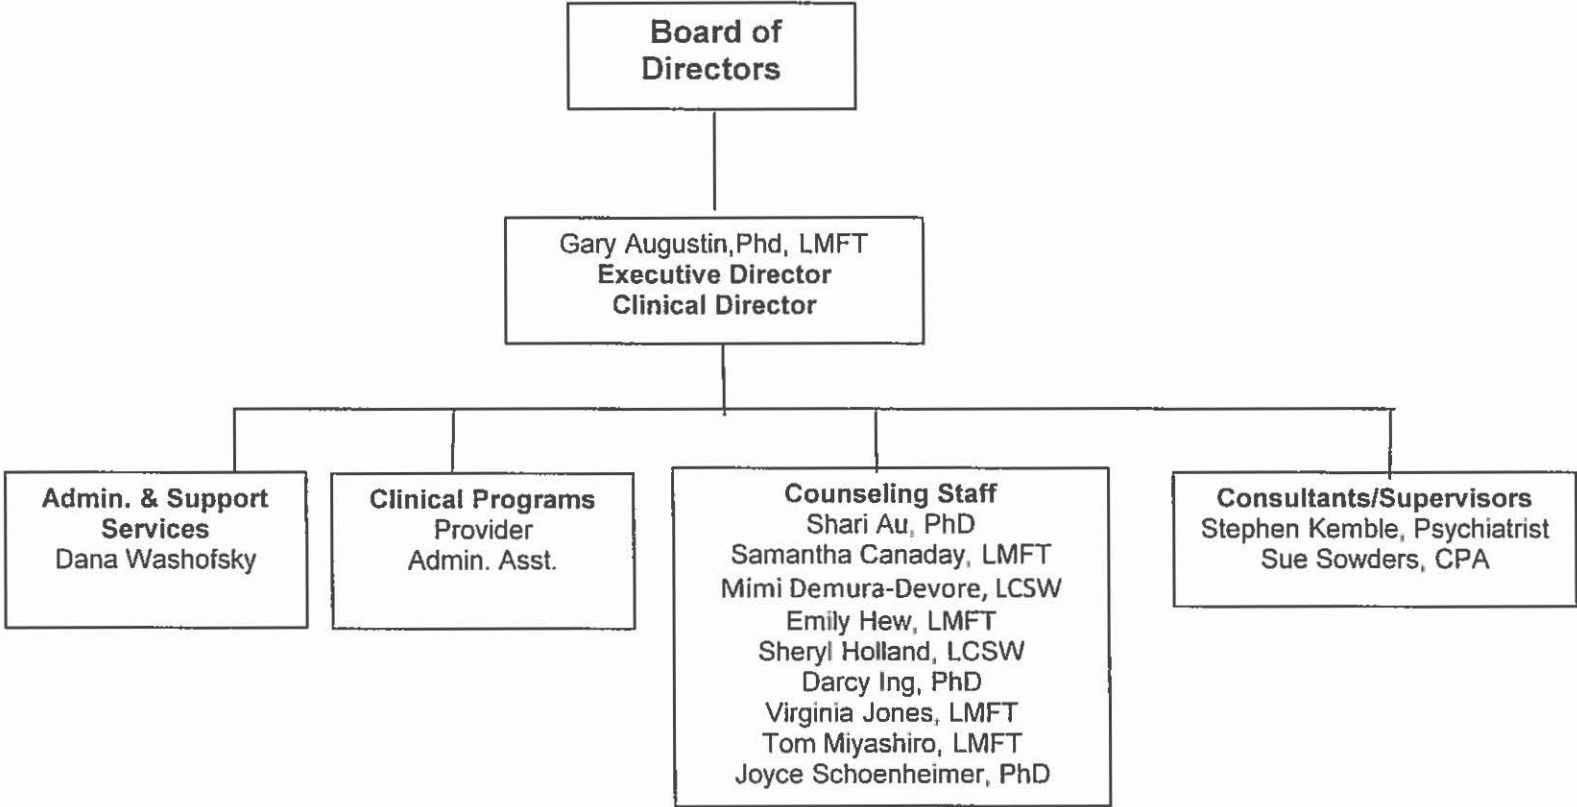 Board of
Directors
Gary Augustin,Phd, LMFT
Executive Director
Clinical Director
Admin. & Support
Services
Dana Washofsky
Clinical Programs
Provider
Admin. Asst.
Counseling Staff
Shari Au, PhD
Samantha Canaday, LMFT
Mimi Demura-Devore, LCSW
Emily Hew, LMFT
Sheryl Holland, LCSW
Darcy Ing, PhD
Virginia Jones, LMFT
Tom Miyashiro, LMFT
Joyce Schoenheimer, PhD
Consultants/Supervisors
Stephen Kemble, Psychiatrist
Sue Sowders, CPA